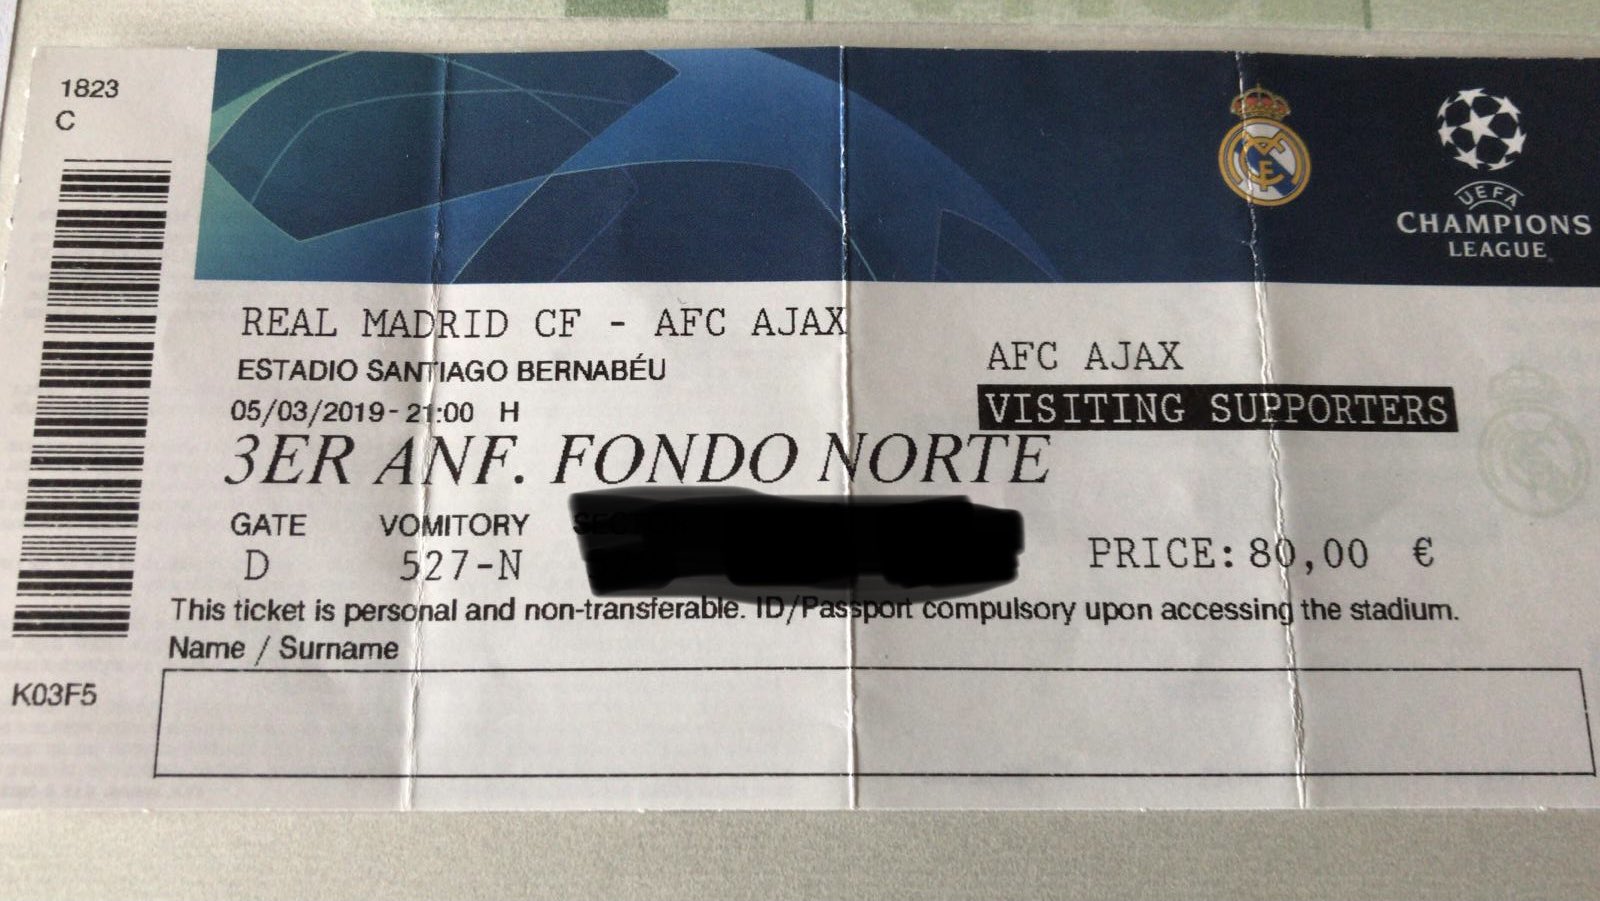 1823
C
UEFA
CHAMPIONS
LEAGUE
REAL MADRID CF - AFC AJAX
ESTADIO SANTIAGO BERNABÉU
05/03/2019 - 21:00 H
AFC AJAX
VISITING SUPPORTERS
3ER ANF. FONDO NORTE
GATE VOMITORY
D 527-N
PRICE: 80,00 €
This ticket is personal and non-transferable. ID/Passport compulsory upon accessing the stadium.
Name / Surname
K03F5